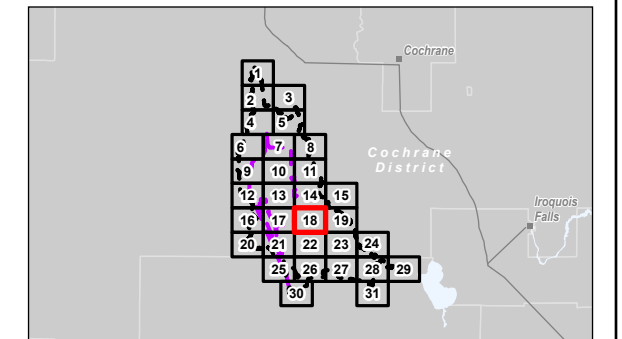 Cochrane
1
2 3
4 5
6 7 8
Cochrane
District
9 10 11
12 13 14 15
Iroquois
Falls
16 17 18 19
20 21 22 23 24
25 26 27 28 29
30 31